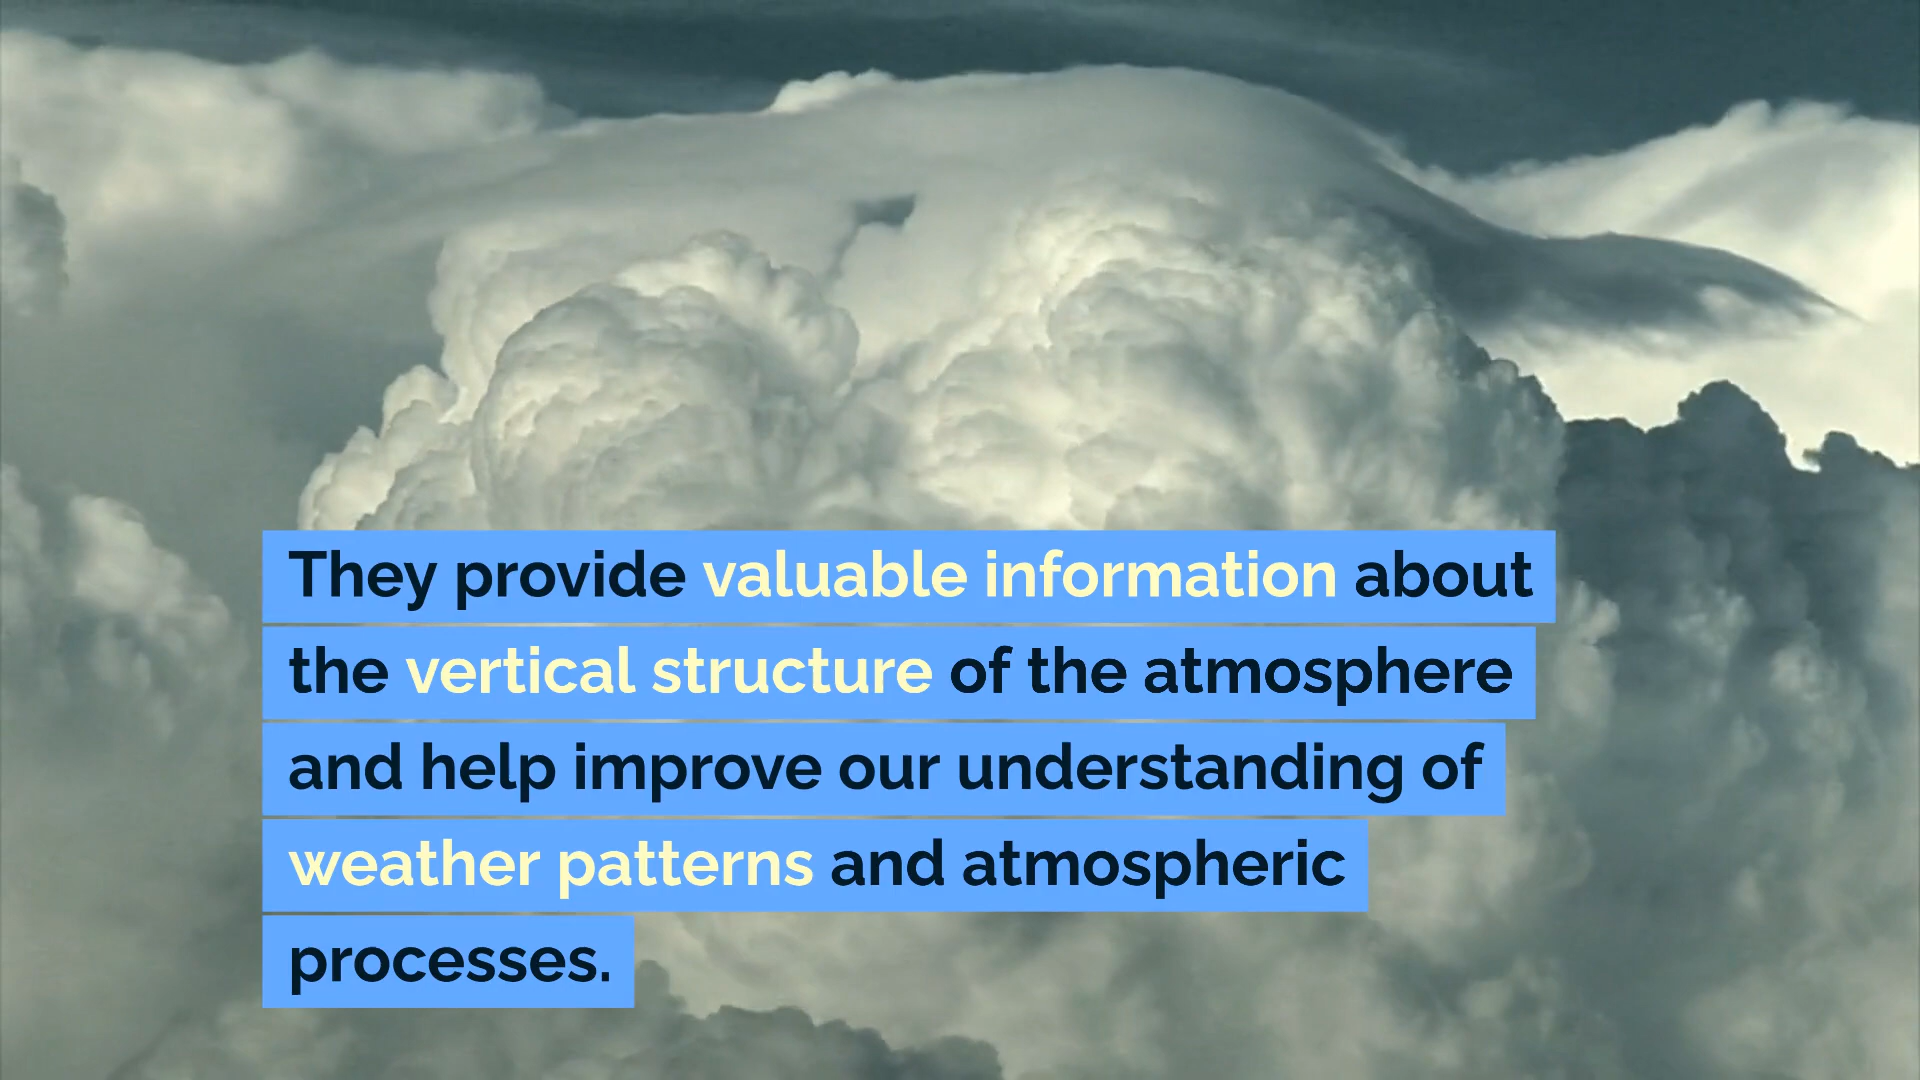 They provide valuable information about
the vertical structure of the atmosphere
and help improve our understanding of
weather patterns and atmospheric
processes.